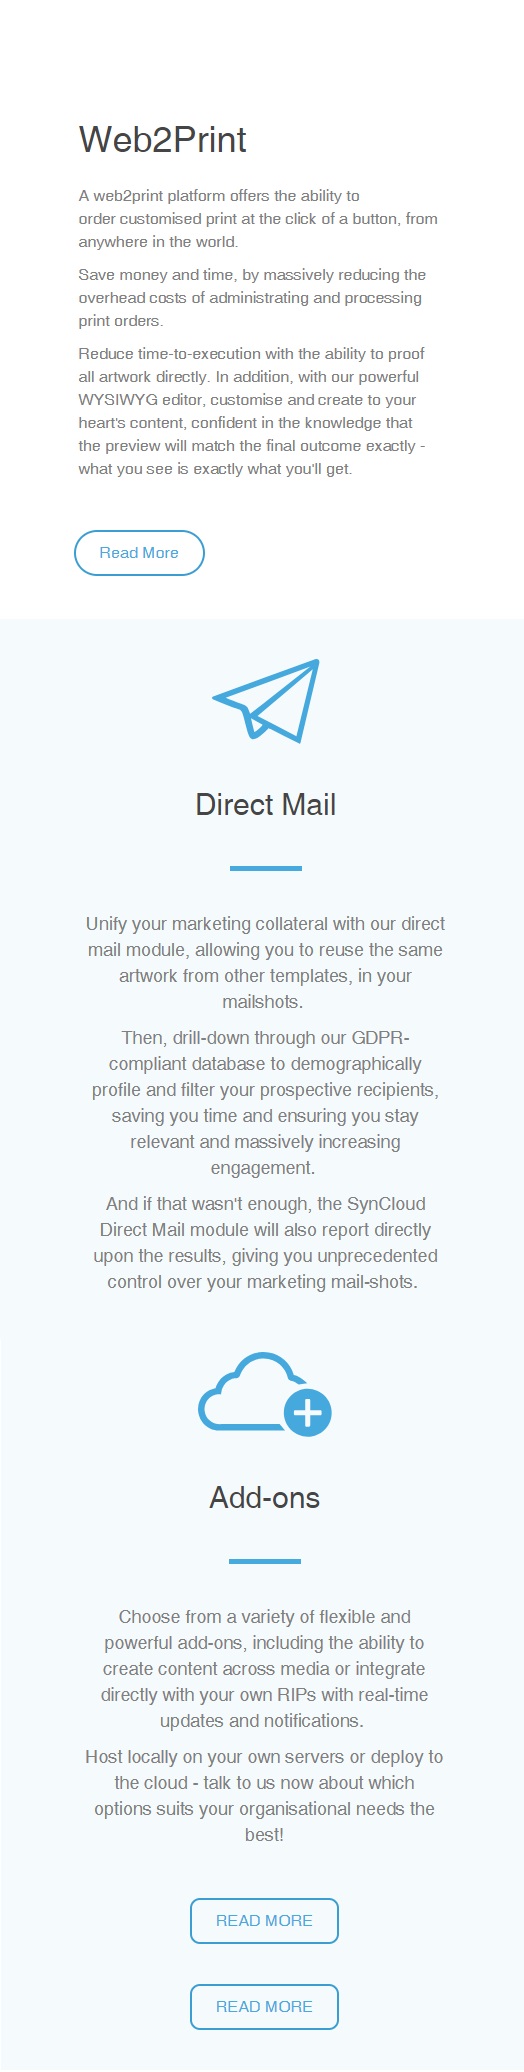 Web2Print
A web2print platform offers the ability to
order customised print at the click of a button, from
anywhere in the world.
Save money and time, by massively reducing the
overhead costs of administrating and processing
print orders.
Reduce time-to-execution with the ability to proof
all artwork directly. In addition, with our powerful
WYSIWYG editor, customise and create to your
heart's content, confident in the knowledge that
the preview will match the final outcome exactly -
what you see is exactly what you'll get.
Read More
Direct Mail
Unify your marketing collateral with our direct
mail module, allowing you to reuse the same
artwork from other templates, in your
mailshots.
Then, drill-down through our GDPR-
compliant database to demographically
profile and filter your prospective recipients,
saving you time and ensuring you stay
relevant and massively increasing
engagement.
And if that wasn't enough, the SynCloud
Direct Mail module will also report directly
upon the results, giving you unprecedented
control over your marketing mail-shots.
Add-ons
Choose from a variety of flexible and
powerful add-ons, including the ability to
create content across media or integrate
directly with your own RIPs with real-time
updates and notifications.
Host locally on your own servers or deploy to
the cloud - talk to us now about which
options suits your organisational needs the
best!
READ MORE
READ MORE